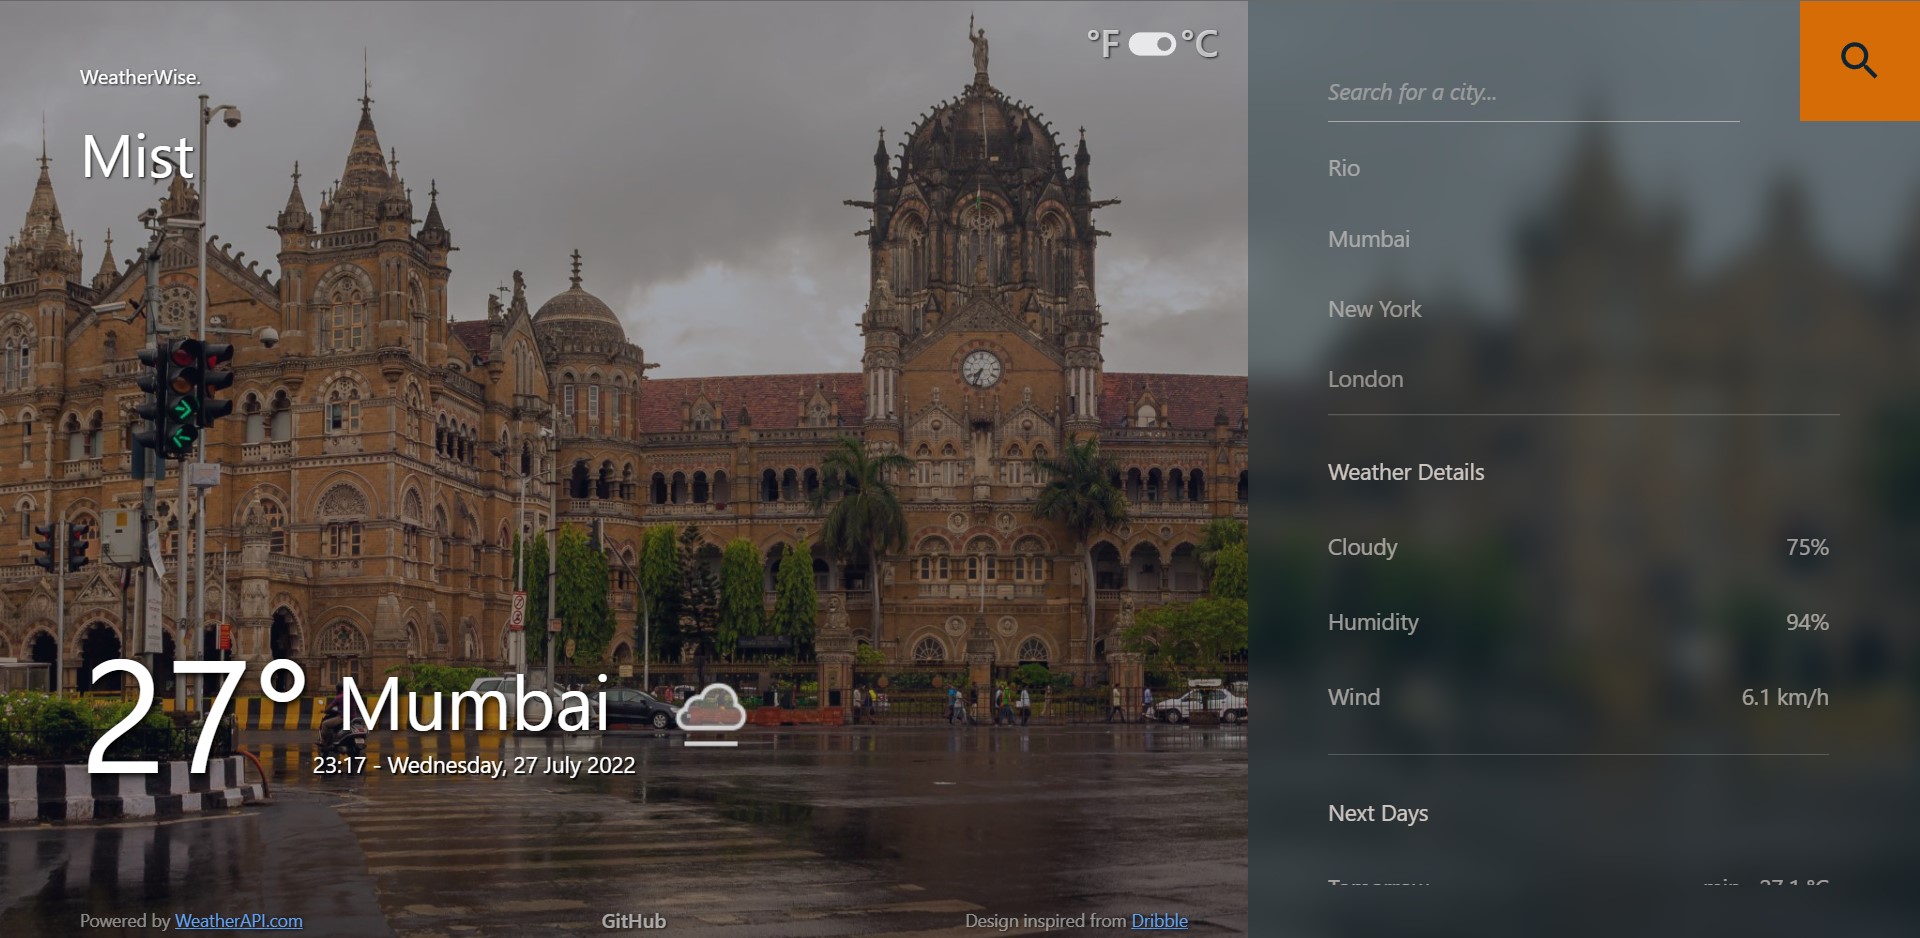 WeatherWise.
°F °C
Mist
27° Mumbai
23:17 - Wednesday, 27 July 2022
Powered by WeatherAPI.com
GitHub
Design inspired from Dribble
Search for a city...
Rio
Mumbai
New York
London
Weather Details
Cloudy 75%
Humidity 94%
Wind 6.1 km/h
Next Days
Tomorrow